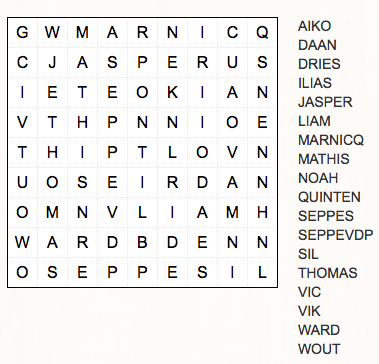 G W M A R N I C Q
C J A S P E R U S
I E T E O K I A N
V T H P N N I O E
T H I P T L O V N
U O S E I R D A N
O M N V L I A M H
W A R D B D E N N
O S E P P E S I L
AIKO
DAAN
DRIES
ILIAS
JASPER
LIAM
MARNICQ
MATHIS
NOAH
QUINTEN
SEPPES
SEPPEVDP
SIL
THOMAS
VIC
VIK
WARD
WOUT